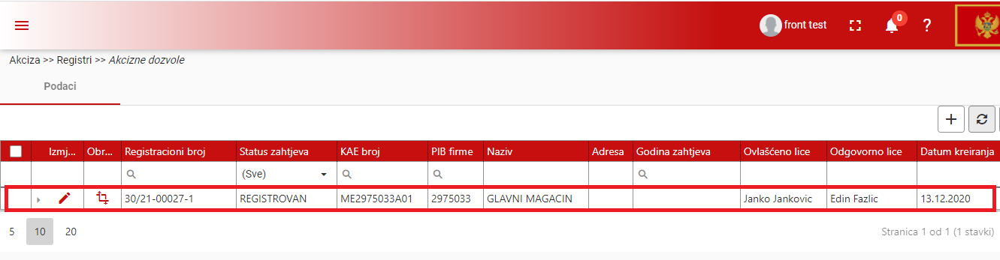 front test 0 ?
Akciza >> Registri >> Akcizne dozvole
Podaci
Izmj... Obr... Registracioni broj Status zahtjeva KAE broj PIB firme Naziv Adresa Godina zahtjeva Ovlašćeno lice Odgovorno lice Datum kreiranja
(Sve)
30/21-00027-1 REGISTROVAN ME2975033A01 2975033 GLAVNI MAGACIN Janko Jankovic Edin Fazlic 13.12.2020
5 10 20 Stranica 1 od 1 (1 stavki)